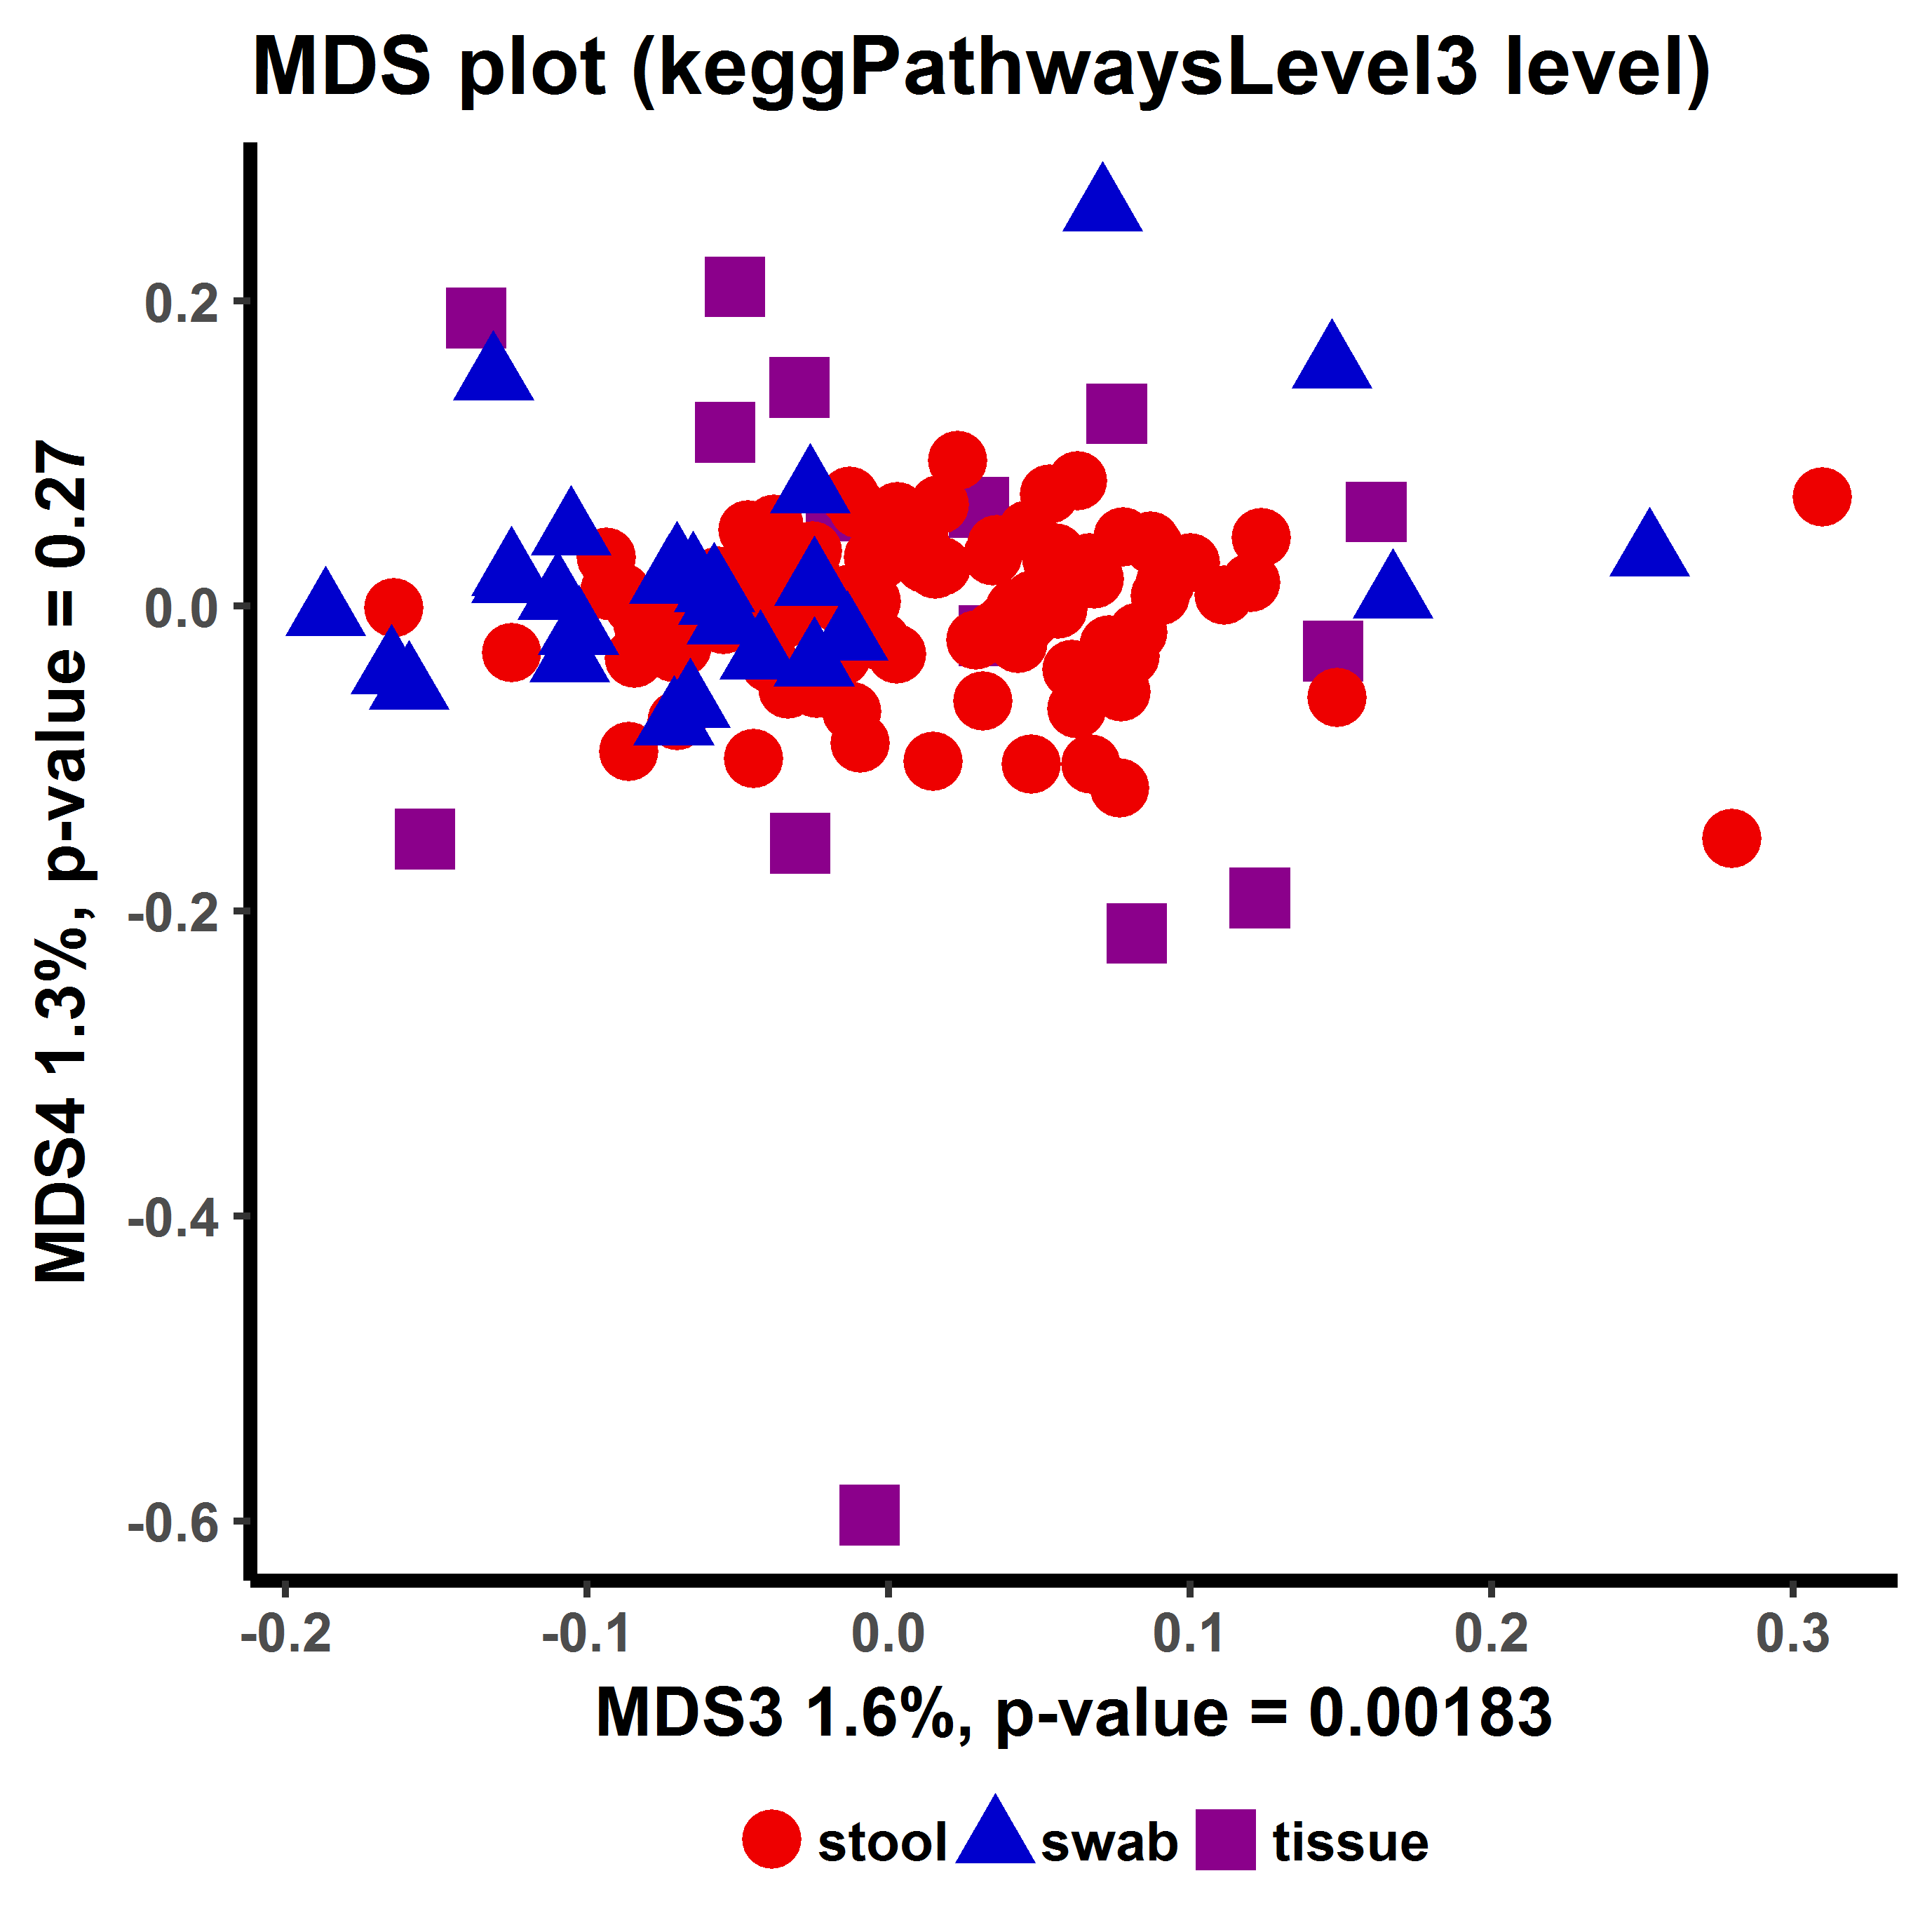 MDS plot (keggPathwaysLevel3 level)
MDS4 1.3%, p-value = 0.27
0.2
0.0
-0.2
-0.4
-0.6
-0.2 -0.1 0.0 0.1 0.2 0.3
MDS3 1.6%, p-value = 0.00183
stool swab tissue